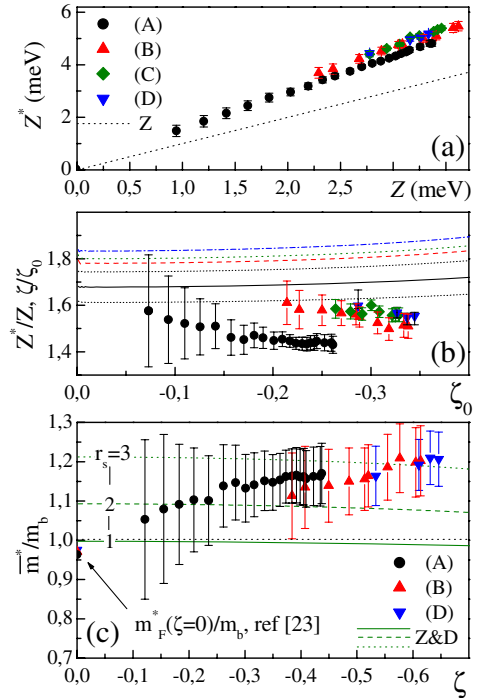 6
4
2
0
Z* (meV)
(A)
(B)
(C)
(D)
Z
(a)
0,0 0,5 1,0 1,5 2,0 2,5 Z (meV)
1.8
1.6
1.4
Z*/Z, ζ/ζ0
(b)
-0,1 -0,2 -0,3 ζ0
1,3
1,2
1,1
1,0
0,9
0,8
0,7
m*/mb
rs=3
2
1
m*F(ζ=0)/mb, ref [23]
(A)
(B)
(D)
Z&D
(c)
0,0 -0,1 -0,2 -0,3 -0,4 -0,5 -0,6 ζ